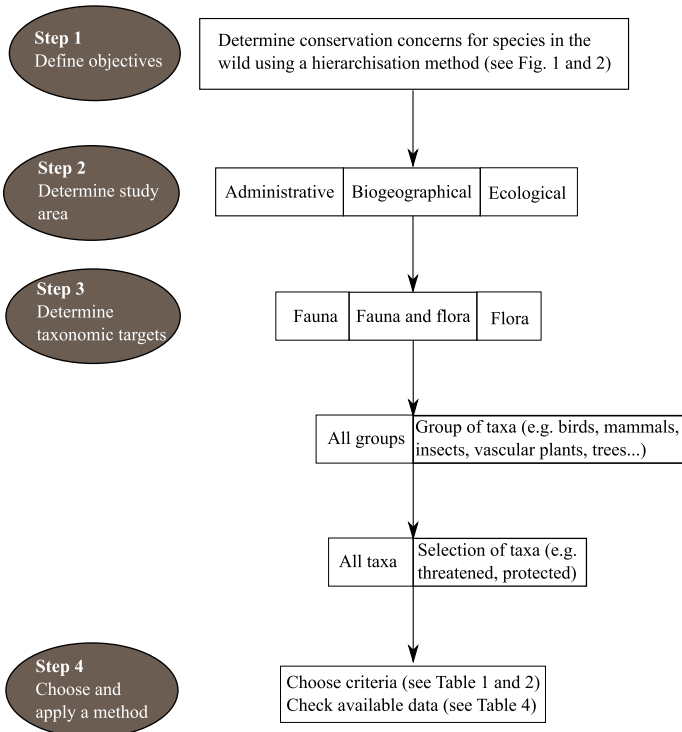 Step 1
Define objectives
Determine conservation concerns for species in the
wild using a hierarchisation method (see Fig. 1 and 2)
Step 2
Determine study
area
Administrative
Biogeographical
Ecological
Step 3
Determine
taxonomic targets
Fauna
Fauna and flora
Flora
All groups
Group of taxa (e.g. birds, mammals,
insects, vascular plants, trees...)
All taxa
Selection of taxa (e.g.
threatened, protected)
Step 4
Choose and
apply a method
Choose criteria (see Table 1 and 2)
Check available data (see Table 4)